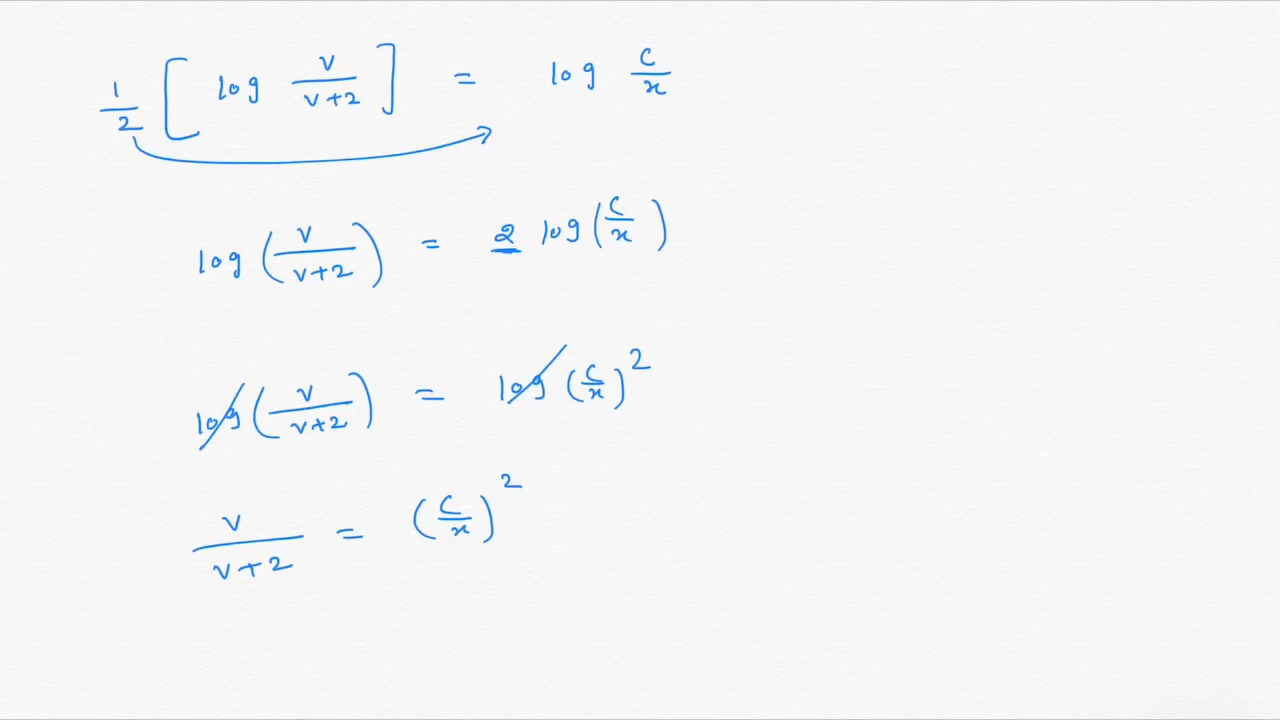 1/2 [ log v/(v+2) ] = log c/x
log (v/(v+2)) = 2 log (c/x)
log (v/(v+2)) = log (c/x)^2
v/(v+2) = (c/x)^2